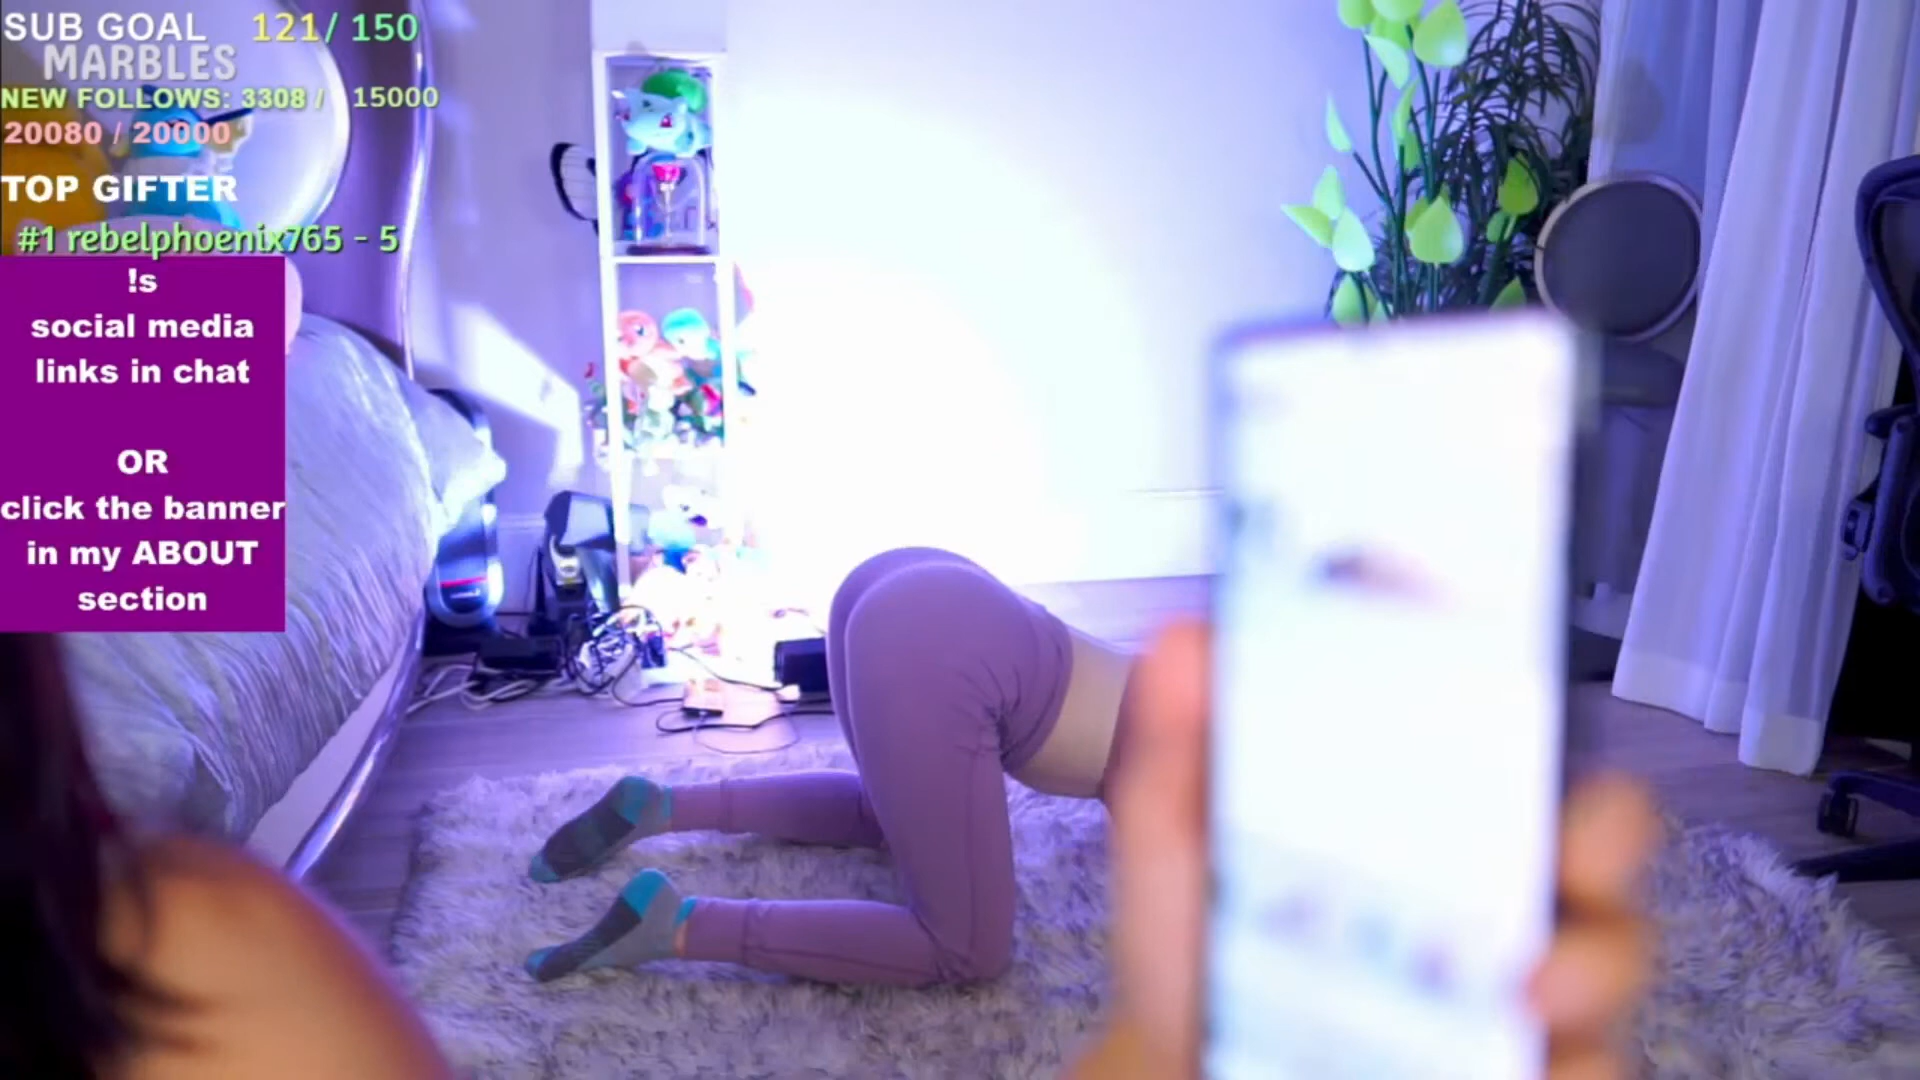 SUB GOAL 121/ 150
MARBLES
NEW FOLLOWS: 3308 / 15000
20080 / 20000
TOP GIFTER
#1 rebelphoenix765 - 5
!s
social media
links in chat
OR
click the banner
in my ABOUT
section